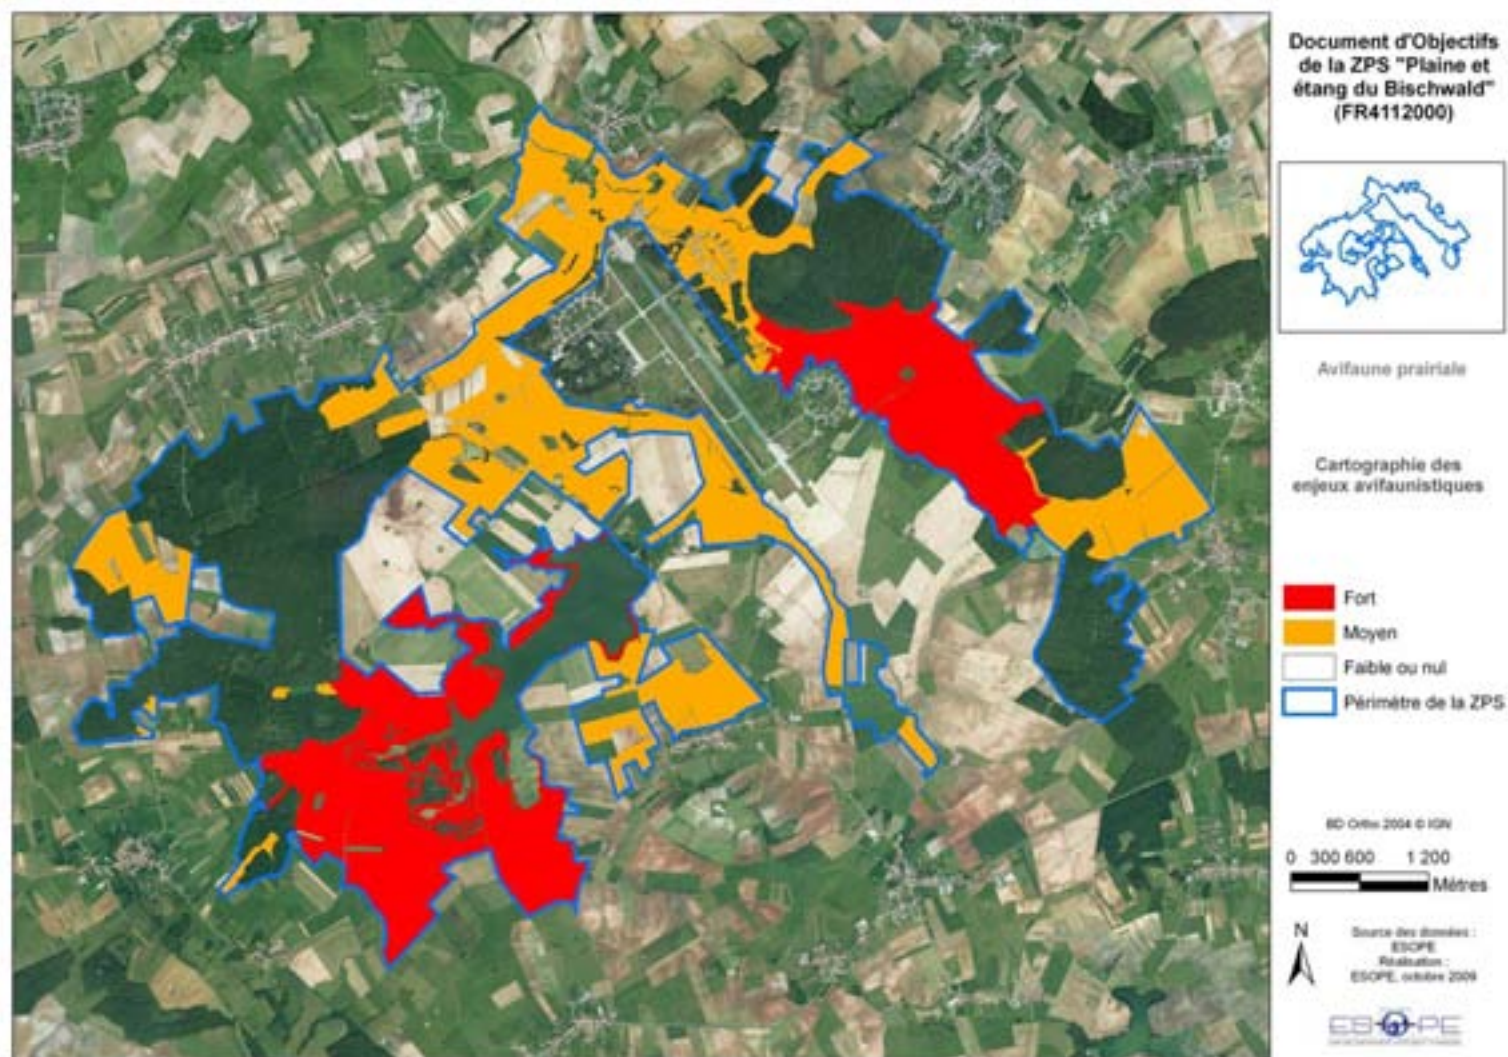 Document d'Objectifs
de la ZPS "Plaine et
étang du Bischwald"
(FR4112000)
Avifaune prairiale
Cartographie des
enjeux avifaunistiques
Fort
Moyen
Faible ou nul
Périmètre de la ZPS
BD Ortho 2004 © IGN
0 300 600 1 200
Mètres
N
Source des données :
ESOPE
Réalisation :
ESOPE, octobre 2009
ESOPE